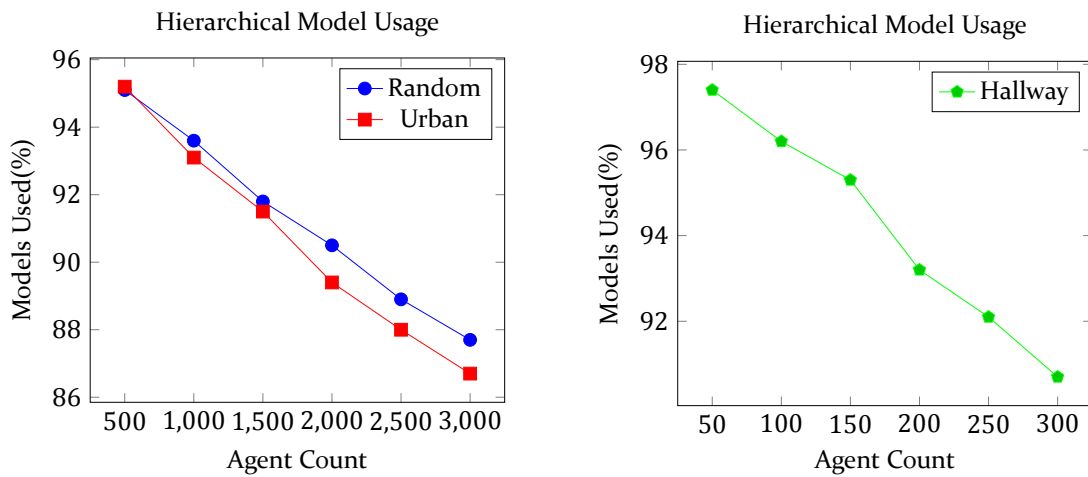 Hierarchical Model Usage
Models Used(%)
96
94
92
90
88
86
500 1,000 1,500 2,000 2,500 3,000
Agent Count
Random
Urban
Hierarchical Model Usage
Models Used(%)
98
96
94
92
50 100 150 200 250 300
Agent Count
Hallway